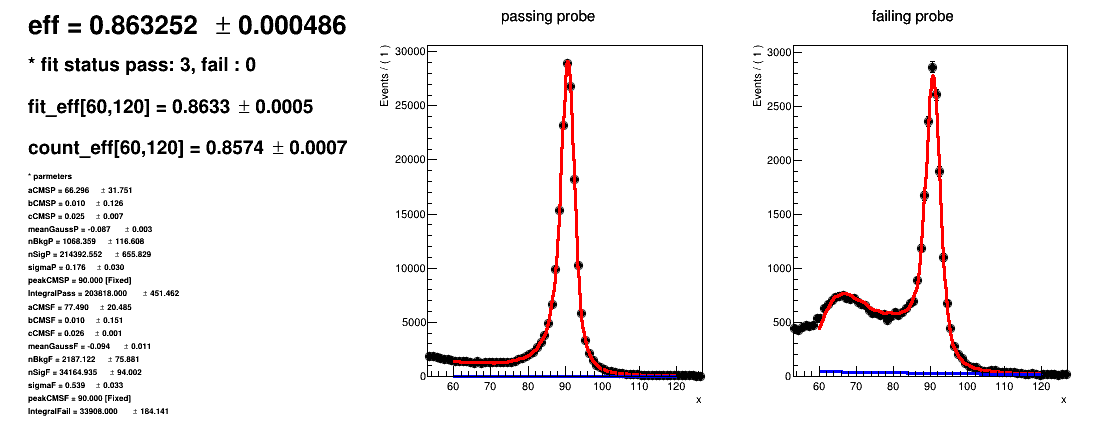 eff = 0.863252 ± 0.000486
* fit status pass: 3, fail : 0
fit_eff[60,120] = 0.8633 ± 0.0005
count_eff[60,120] = 0.8574 ± 0.0007
* parmeters
aCMSP = 66.296 ± 31.751
bCMSP = 0.010 ± 0.126
cCMSP = 0.025 ± 0.007
meanGaussP = -0.087 ± 0.003
nBkgP = 1068.359 ± 116.608
nSigP = 214392.552 ± 655.829
sigmaP = 0.176 ± 0.030
peakCMSP = 90.000 [Fixed]
IntegralPass = 203818.000 ± 451.462
aCMSF = 77.490 ± 20.485
bCMSF = 0.010 ± 0.151
cCMSF = 0.026 ± 0.001
meanGaussF = -0.094 ± 0.011
nBkgF = 2187.122 ± 75.881
nSigF = 34164.935 ± 94.002
sigmaF = 0.539 ± 0.033
peakCMSF = 90.000 [Fixed]
IntegralFail = 33908.000 ± 184.141
passing probe
Events / ( 1 )
30000
25000
20000
15000
10000
5000
0
60 70 80 90 100 110 120
x
failing probe
Events / ( 1 )
3000
2500
2000
1500
1000
500
0
60 70 80 90 100 110 120
x